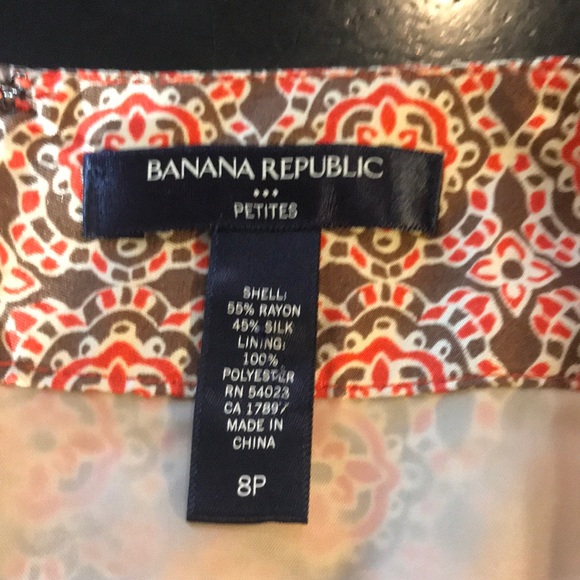 BANANA REPUBLIC
PETITES
SHELL:
55% RAYON
45% SILK
LINING:
100%
POLYESTER
RN 54023
CA 17897
MADE IN
CHINA
8P